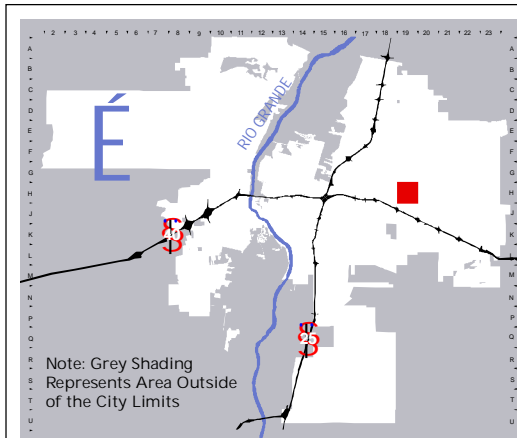 1 2 3 4 5 6 7 8 9 10 11 12 13 14 15 16 17 18 19 20 21 22 23
A A
B B
C C
D D
E E
F F
G G
H H
J J
K K
L L
M M
N N
P P
Q Q
R R
S S
T T
U U
É
RIO GRANDE
40
25
Note: Grey Shading
Represents Area Outside
of the City Limits